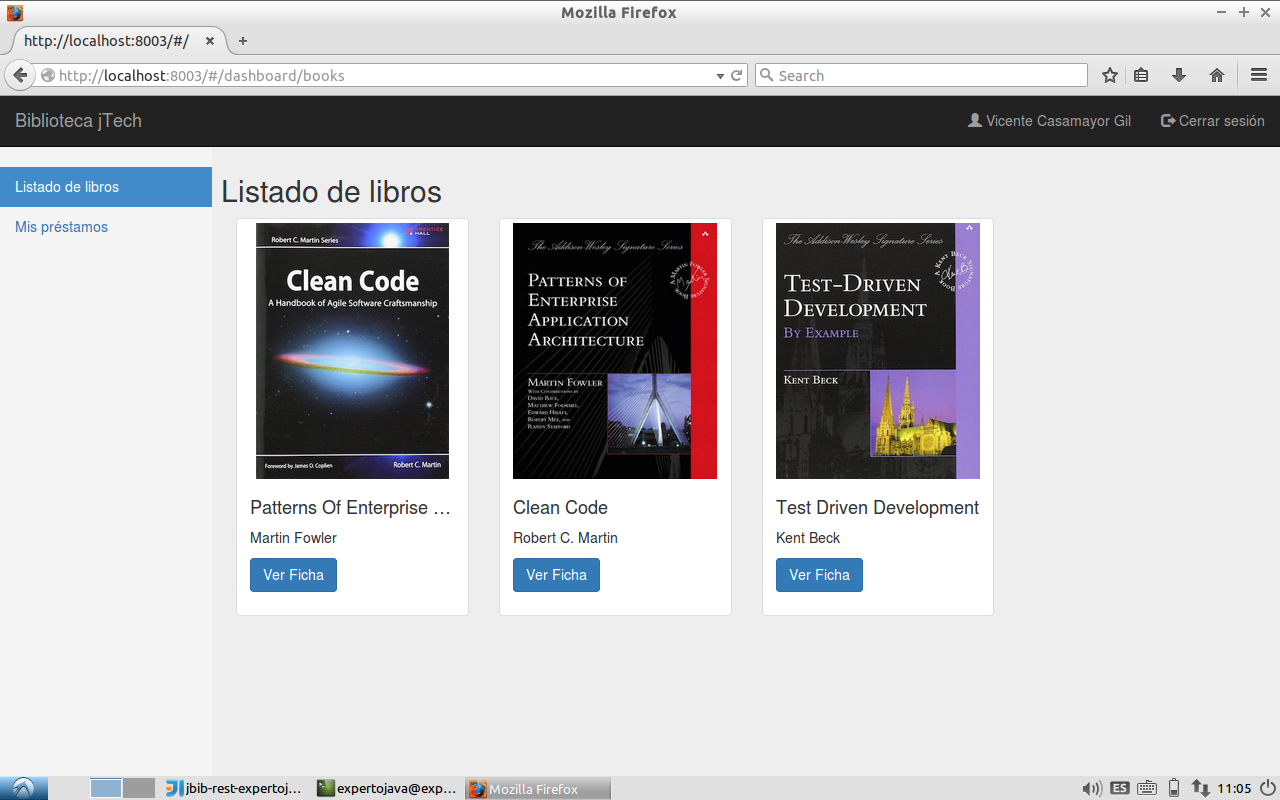 Mozilla Firefox
http://localhost:8003/#/
http://localhost:8003/#/dashboard/books
Search
Biblioteca jTech
Vicente Casamayor Gil
Cerrar sesión
Listado de libros
Mis préstamos
Listado de libros
PRENTICE HALL
Robert C. Martin Series
Clean Code
A Handbook of Agile Software Craftsmanship
Foreword by James O. Coplien
Robert C. Martin
Patterns Of Enterprise ...
Martin Fowler
Ver Ficha
The Addison Wesley Signature Series
PATTERNS OF
ENTERPRISE
APPLICATION
ARCHITECTURE
MARTIN FOWLER
WITH CONTRIBUTIONS BY
DAVID RICE,
MATTHEW FOEMMEL,
EDWARD HIEATT,
ROBERT MEE, AND
RANDY STAFFORD
A MARTIN FOWLER SIGNATURE BOOK
Clean Code
Robert C. Martin
Ver Ficha
The Addison Wesley Signature Series
TEST-DRIVEN
DEVELOPMENT
BY EXAMPLE
KENT BECK
A KENT BECK SIGNATURE BOOK
Test Driven Development
Kent Beck
Ver Ficha
jbib-rest-expertoj...
expertojava@exp...
Mozilla Firefox
ES
11:05